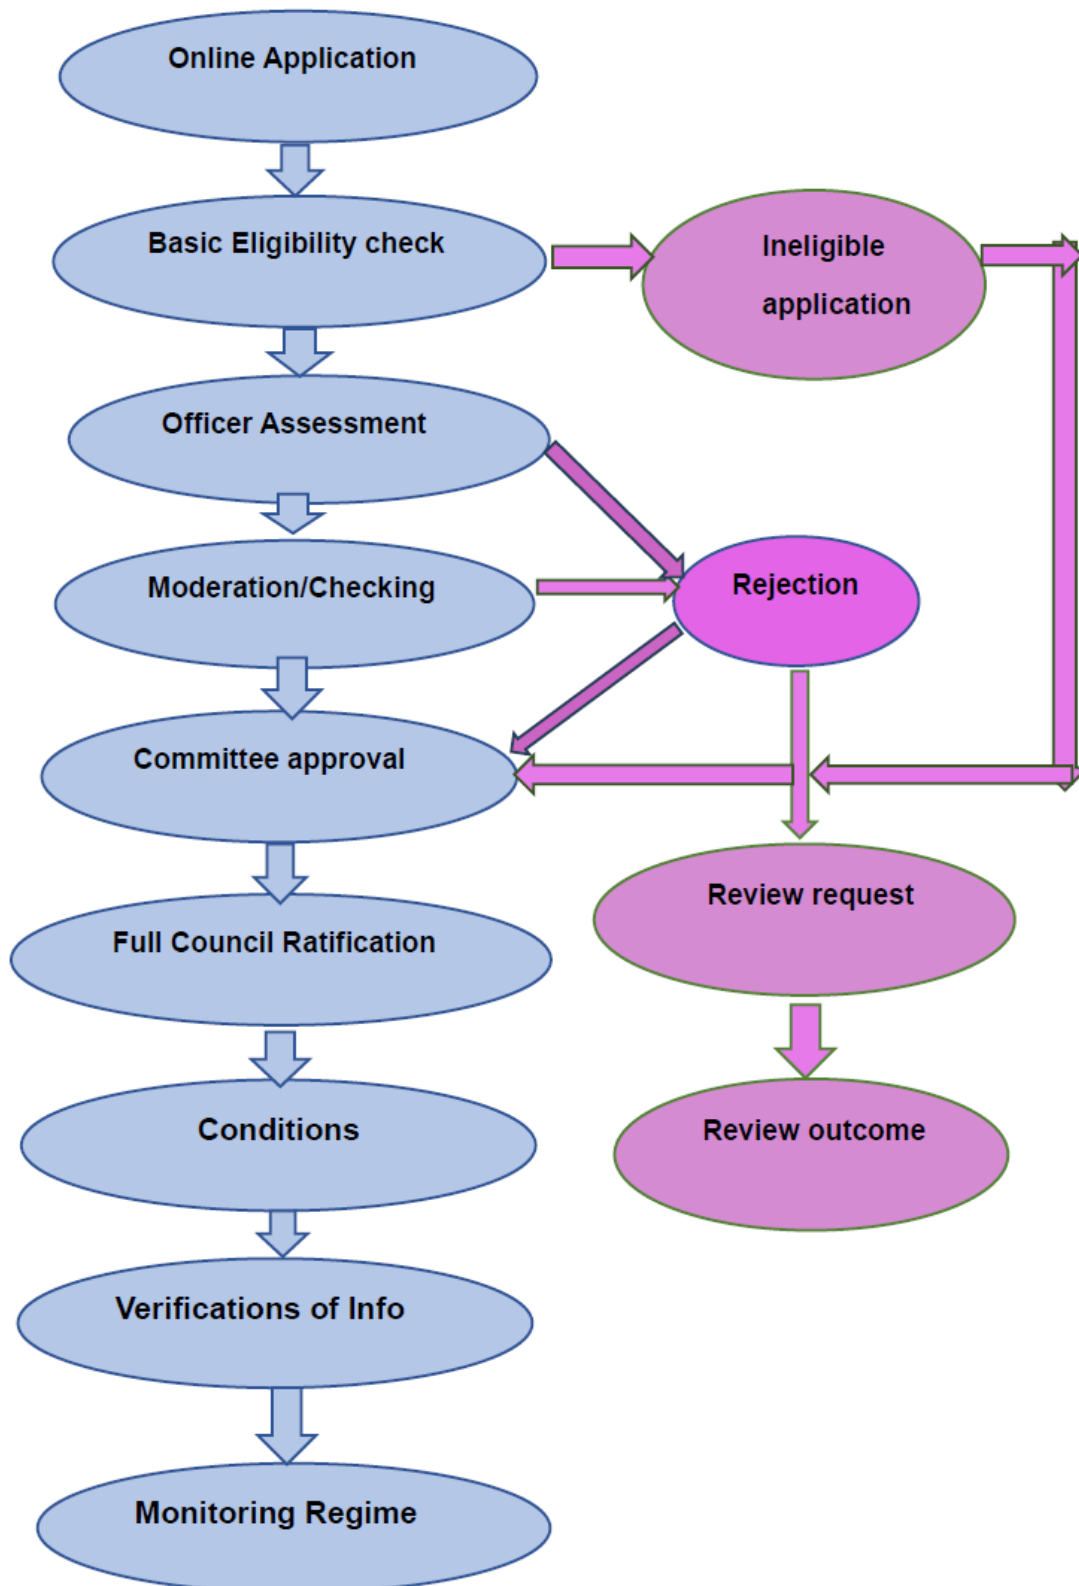 Online Application
Basic Eligibility check
Ineligible
application
Officer Assessment
Moderation/Checking
Rejection
Committee approval
Review request
Full Council Ratification
Conditions
Review outcome
Verifications of Info
Monitoring Regime